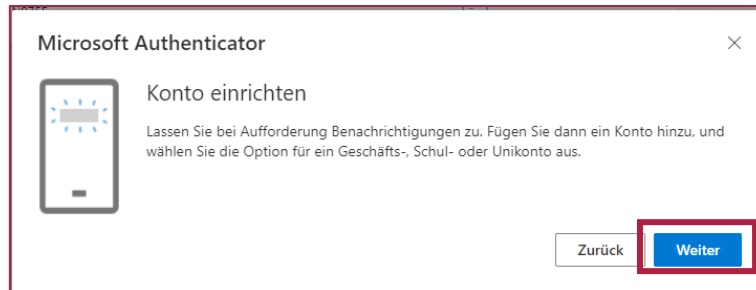 Microsoft Authenticator
Konto einrichten
Lassen Sie bei Aufforderung Benachrichtigungen zu. Fügen Sie dann ein Konto hinzu, und
wählen Sie die Option für ein Geschäfts-, Schul- oder Unikonto aus.
Zurück
Weiter